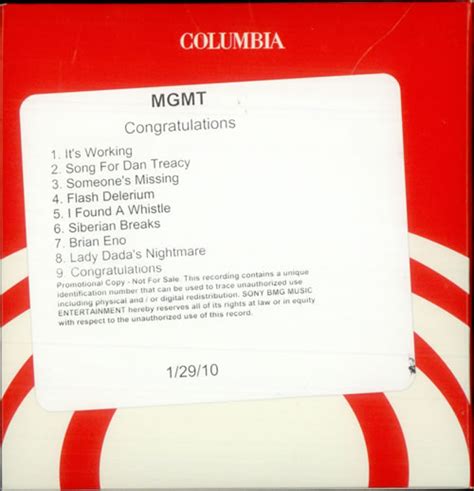 COLUMBIA
MGMT
Congratulations
1. It's Working
2. Song For Dan Treacy
3. Someone's Missing
4. Flash Delerium
5. I Found A Whistle
6. Siberian Breaks
7. Brian Eno
8. Lady Dada's Nightmare
9. Congratulations
Promotional Copy - Not For Sale. This recording contains a unique
identification number that can be used to trace unauthorized use
including physical and / or digital redistribution. SONY BMG MUSIC
ENTERTAINMENT hereby reserves all of its rights at law or in equity
with respect to the unauthorized use of this record.
1/29/10